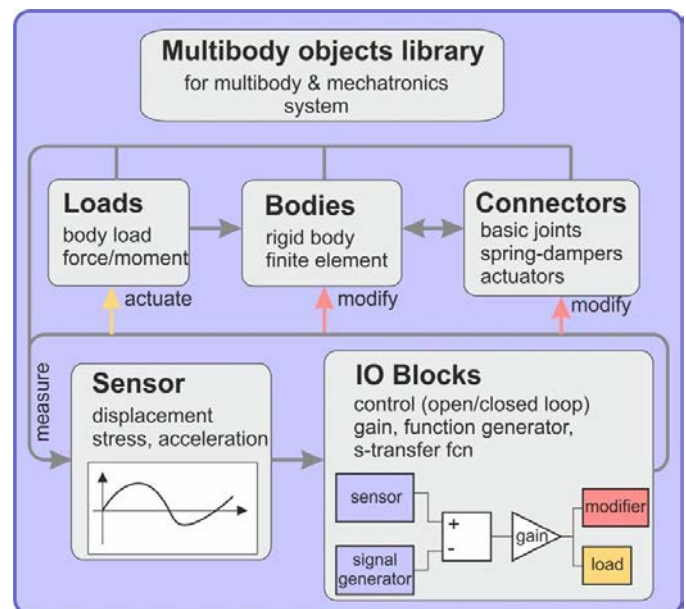 Multibody objects library
for multibody & mechatronics
system
Loads
body load
force/moment
Bodies
rigid body
finite element
Connectors
basic joints
spring-dampers
actuators
actuate
modify
modify
measure
Sensor
displacement
stress, acceleration
IO Blocks
control (open/closed loop)
gain, function generator,
s-transfer fcn
sensor
signal
generator
+
-
gain
modifier
load